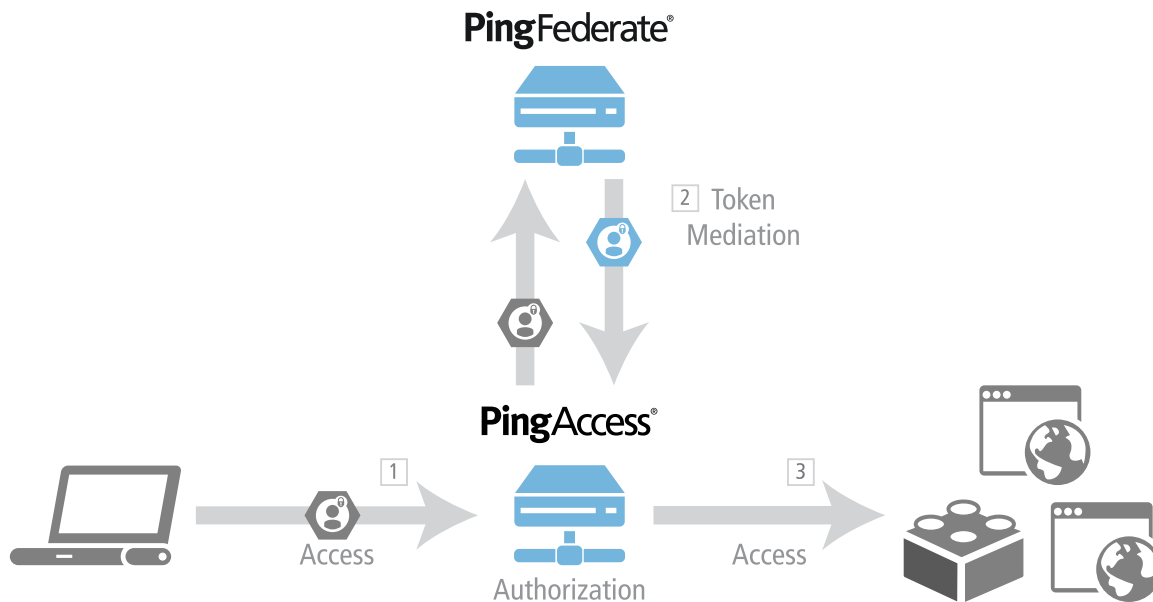 PingFederate®
2 Token
Mediation
PingAccess®
1
3
Access
Access
Authorization